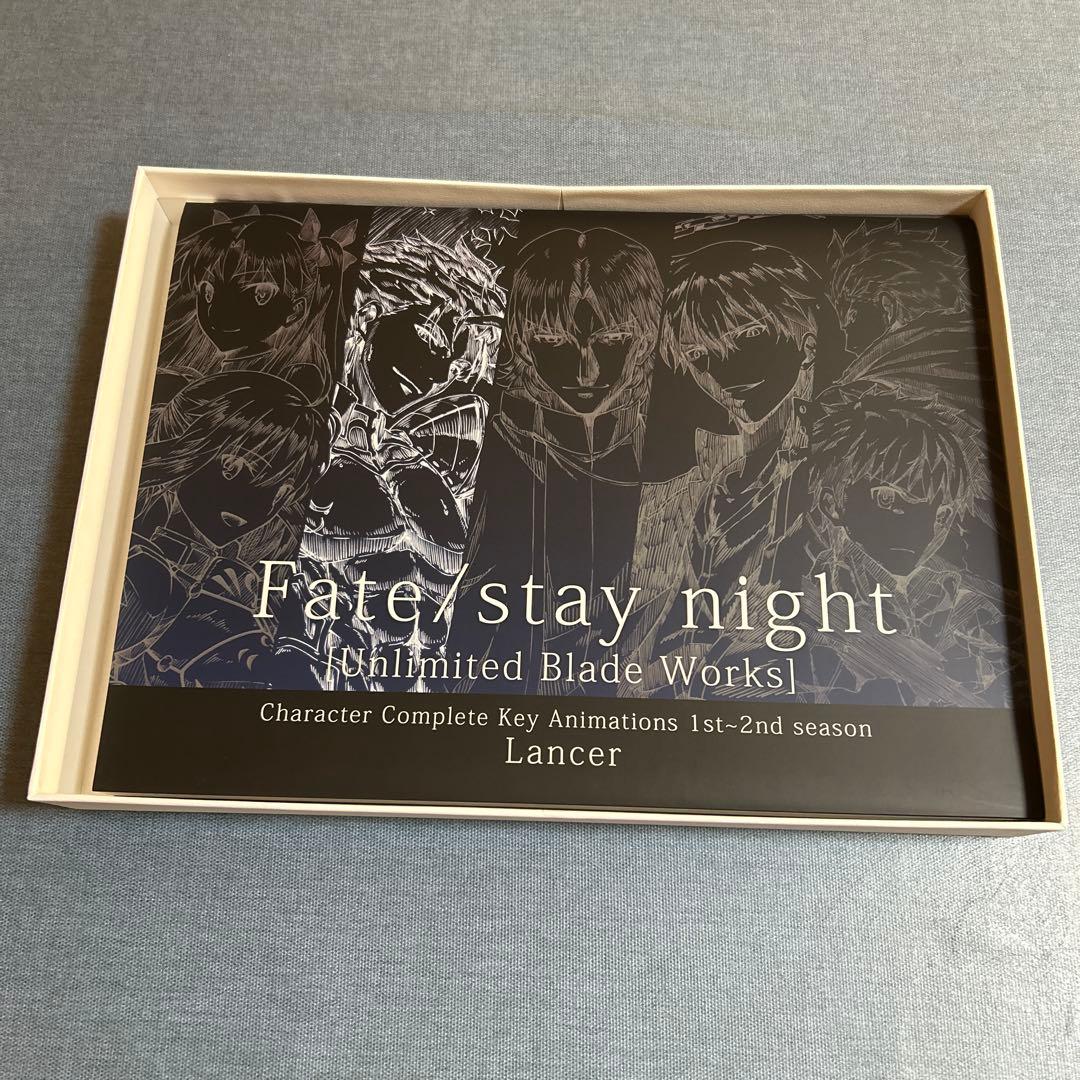 Fate/stay night
[Unlimited Blade Works]
Character Complete Key Animations 1st~2nd season
Lancer